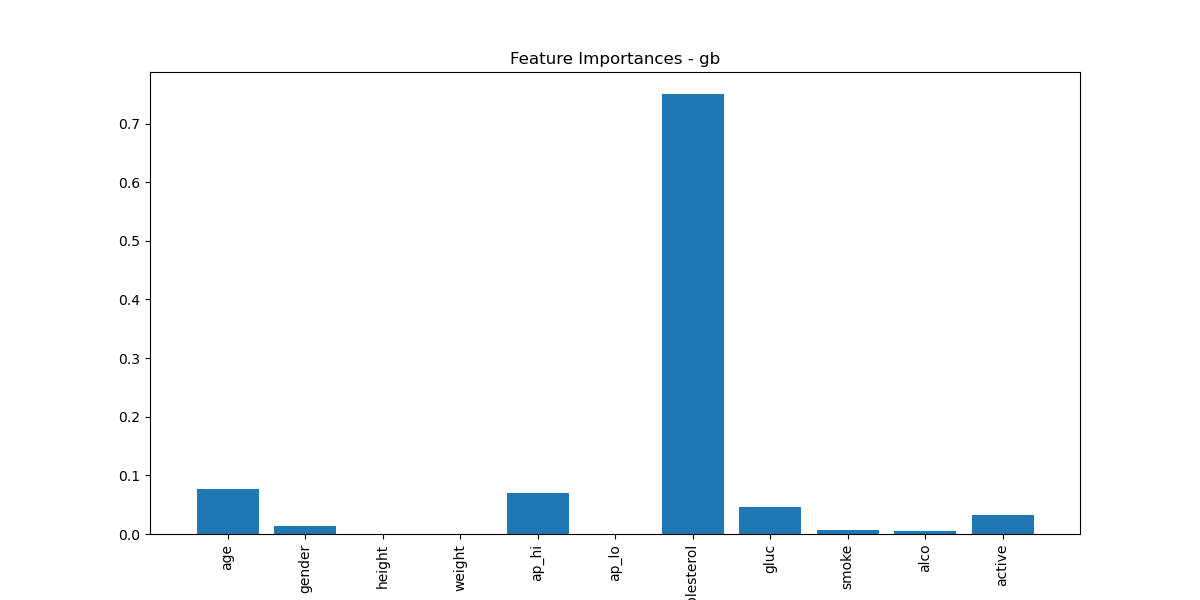 Feature Importances - gb
0.7
0.6
0.5
0.4
0.3
0.2
0.1
0.0
age
gender
height
weight
ap_hi
ap_lo
olesterol
gluc
smoke
alco
active